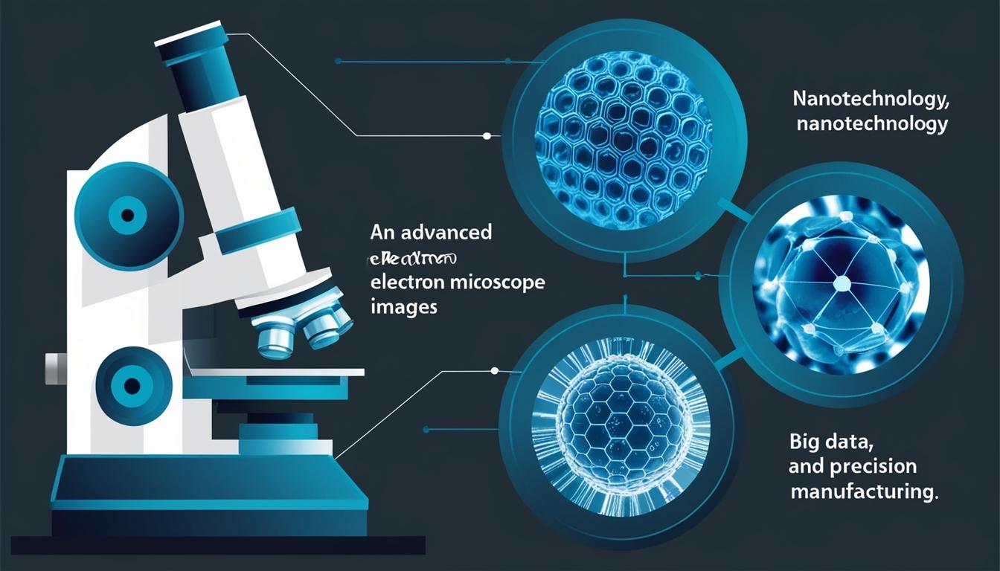 Nanotechnology,
nanotechnology
An advanced
electron micoscope
images
Big data,
and precision
manufacturing.